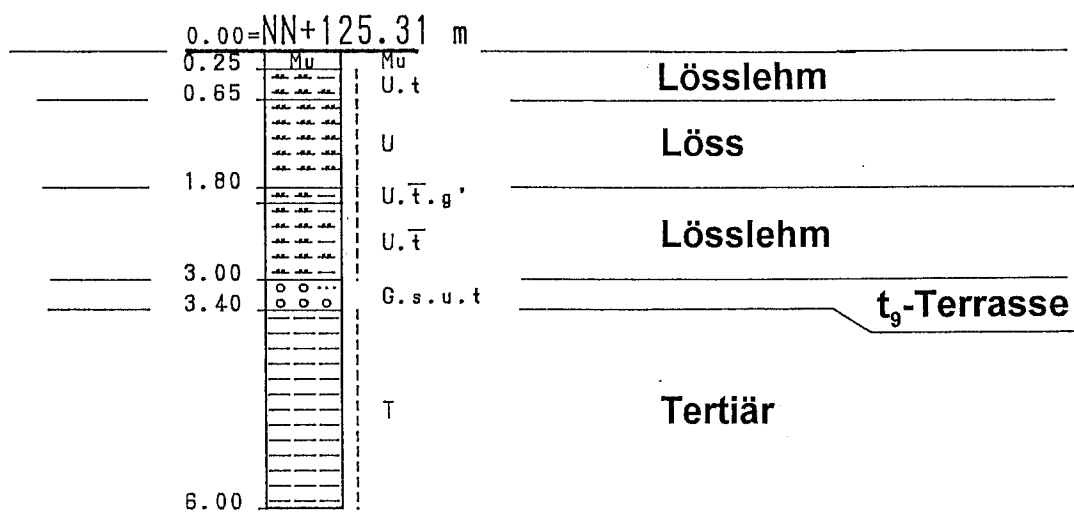 0.00=NN+125.31 m
0.25 Mu Mu
U.t Lösslehm
0.65
U Löss
1.80
U.t̅.g'
U.t̅ Lösslehm
3.00
G.s.u.t
3.40 t₉-Terrasse
T Tertiär
6.00